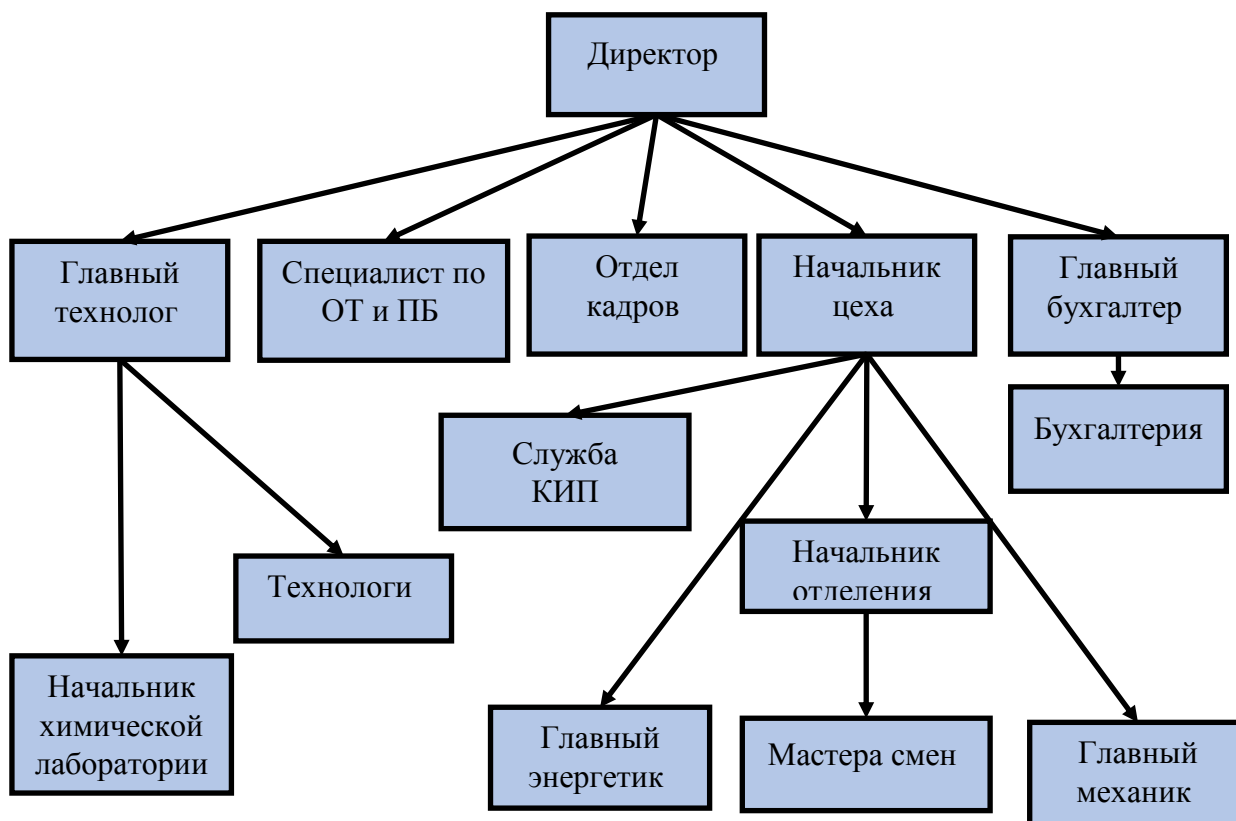 Директор
Главный
технолог
Специалист по
ОТ и ПБ
Отдел
кадров
Начальник
цеха
Главный
бухгалтер
Бухгалтерия
Служба
КИП
Начальник
отделения
Технологи
Начальник
химической
лаборатории
Главный
энергетик
Мастера смен
Главный
механик